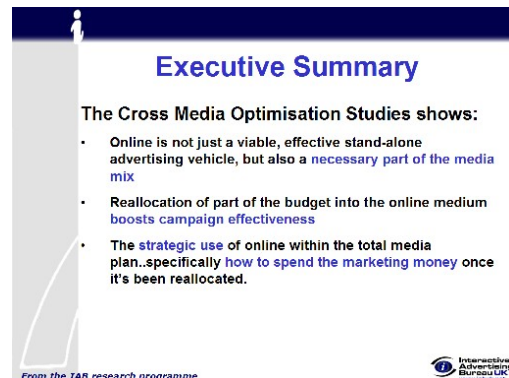 Executive Summary
The Cross Media Optimisation Studies shows:
• Online is not just a viable, effective stand-alone
advertising vehicle, but also a necessary part of the media
mix
• Reallocation of part of the budget into the online medium
boosts campaign effectiveness
• The strategic use of online within the total media
plan..specifically how to spend the marketing money once
it's been reallocated.
From the IAB research programme
Interactive
Advertising
Bureau UK